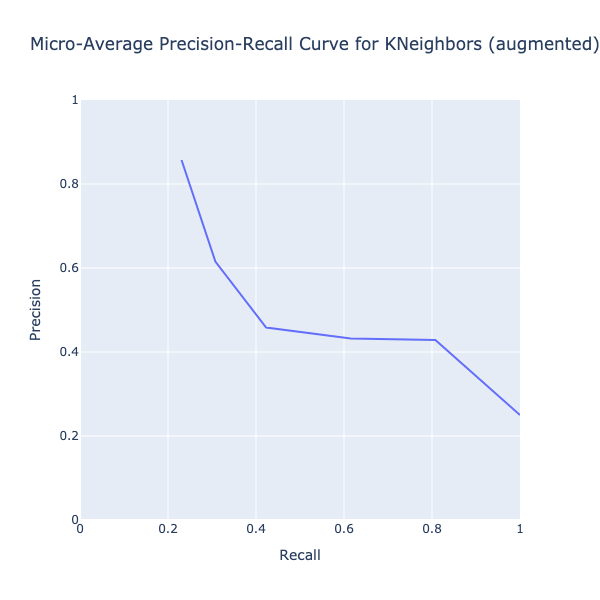 Micro-Average Precision-Recall Curve for KNeighbors (augmented)
1
0.8
0.6
0.4
0.2
0
Precision
0 0.2 0.4 0.6 0.8 1
Recall